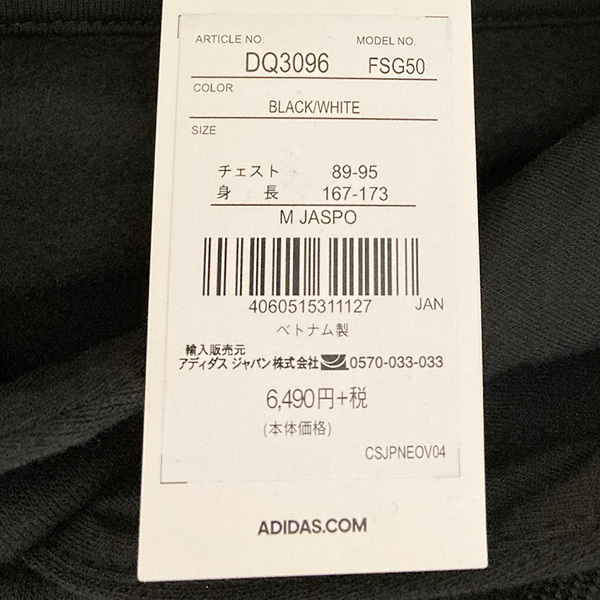 ARTICLE NO. MODEL NO.
DQ3096 FSG50
COLOR
BLACK/WHITE
SIZE
チェスト 89-95
身長 167-173
M JASPO
4060515311127 JAN
ベトナム製
輸入販売元
アディダス ジャパン株式会社 0570-033-033
6,490円+税
(本体価格)
CSJPNEOV04
ADIDAS.COM